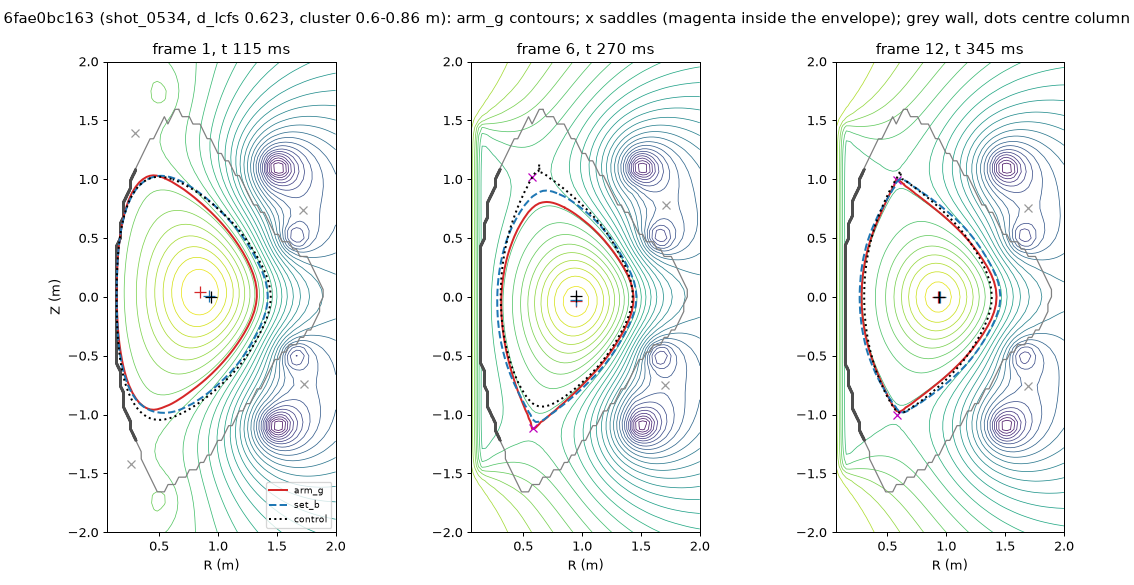 6fae0bc163 (shot_0534, d_lcfs 0.623, cluster 0.6-0.86 m): arm_g contours; x saddles (magenta inside the envelope); grey wall, dots centre column
frame 1, t 115 ms
frame 6, t 270 ms
frame 12, t 345 ms
Z (m)
2.0
1.5
1.0
0.5
0.0
−0.5
−1.0
−1.5
−2.0
0.5 1.0 1.5 2.0
R (m)
arm_g
set_b
control
2.0
1.5
1.0
0.5
0.0
−0.5
−1.0
−1.5
−2.0
0.5 1.0 1.5 2.0
R (m)
2.0
1.5
1.0
0.5
0.0
−0.5
−1.0
−1.5
−2.0
0.5 1.0 1.5 2.0
R (m)